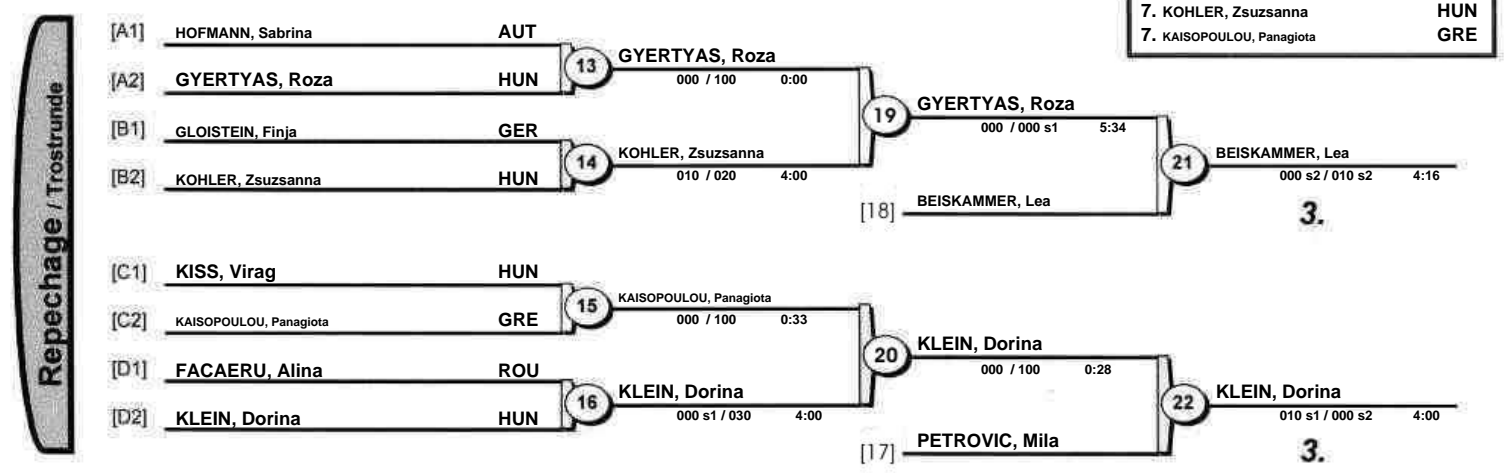 7. KOHLER, Zsuzsanna HUN
7. KAISOPOULOU, Panagiota GRE
Repechage / Trostrunde
[A1] HOFMANN, Sabrina AUT
[A2] GYERTYAS, Roza HUN
13 GYERTYAS, Roza
000 / 100 0:00
[B1] GLOISTEIN, Finja GER
[B2] KOHLER, Zsuzsanna HUN
14 KOHLER, Zsuzsanna
010 / 020 4:00
19 GYERTYAS, Roza
000 / 000 s1 5:34
[18] BEISKAMMER, Lea
21 BEISKAMMER, Lea
000 s2 / 010 s2 4:16
3.
[C1] KISS, Virag HUN
[C2] KAISOPOULOU, Panagiota GRE
15 KAISOPOULOU, Panagiota
000 / 100 0:33
[D1] FACAERU, Alina ROU
[D2] KLEIN, Dorina HUN
16 KLEIN, Dorina
000 s1 / 030 4:00
20 KLEIN, Dorina
000 / 100 0:28
[17] PETROVIC, Mila
22 KLEIN, Dorina
010 s1 / 000 s2 4:00
3.